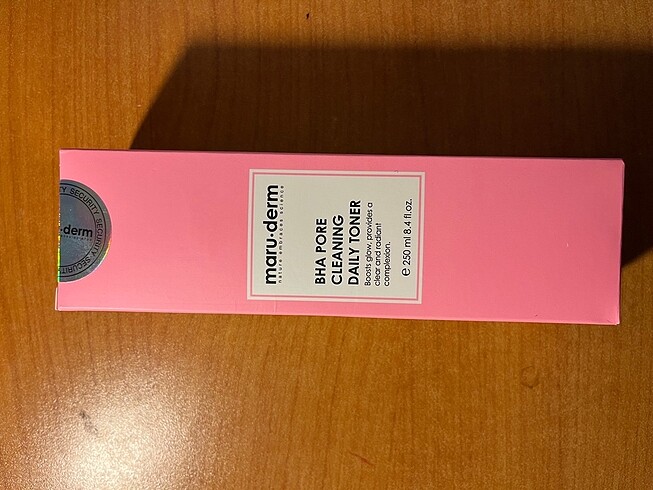 maru·derm
nature embraces science
BHA PORE
CLEANING
DAILY TONER
Boosts glow, provides a
clear and radiant
complexion.
e 250 ml 8.4 fl.oz.
SECURITY SECURITY
derm